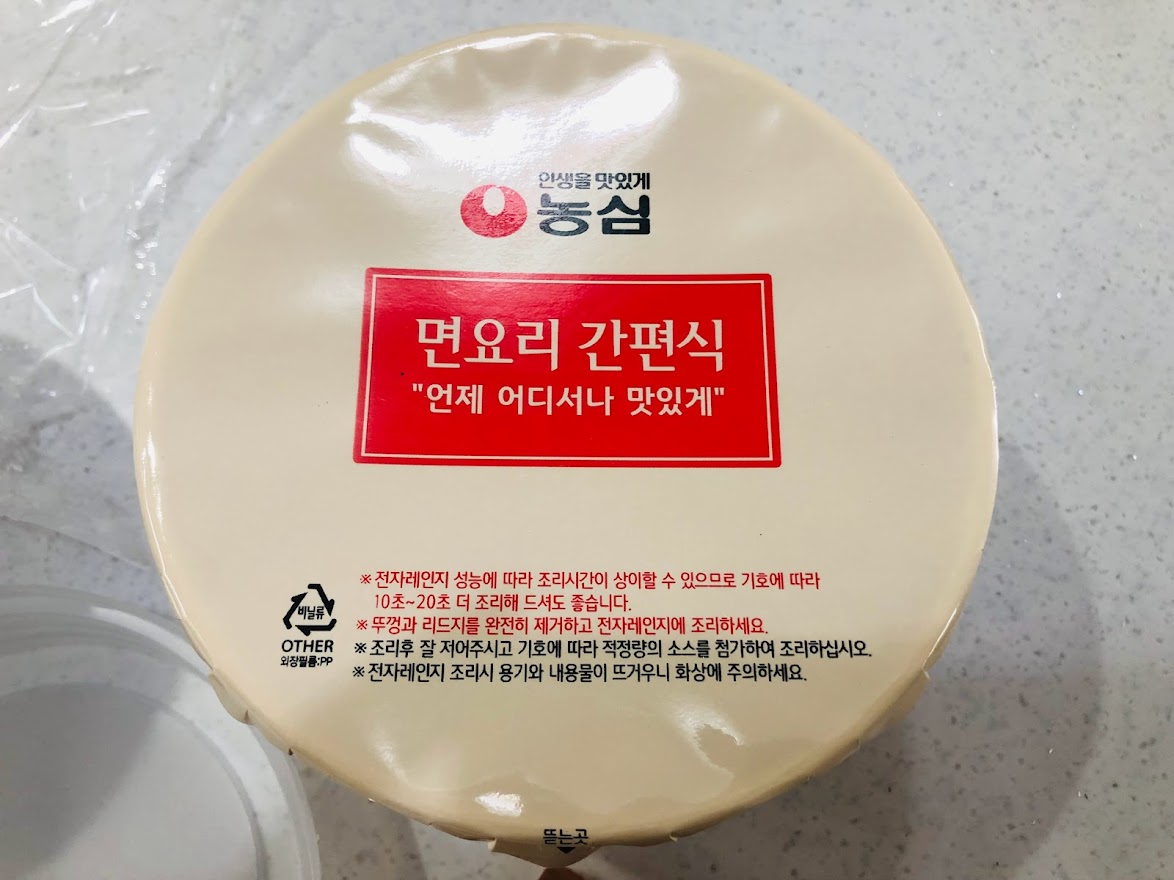 인생을 맛있게
농심
면요리 간편식
"언제 어디서나 맛있게"
※ 전자레인지 성능에 따라 조리시간이 상이할 수 있으므로 기호에 따라
10초~20초 더 조리해 드셔도 좋습니다.
※ 뚜껑과 리드지를 완전히 제거하고 전자레인지에 조리하세요.
※ 조리후 잘 저어주시고 기호에 따라 적정량의 소스를 첨가하여 조리하십시오.
※ 전자레인지 조리시 용기와 내용물이 뜨거우니 화상에 주의하세요.
비닐류
OTHER
외장필름:PP
뜯는곳